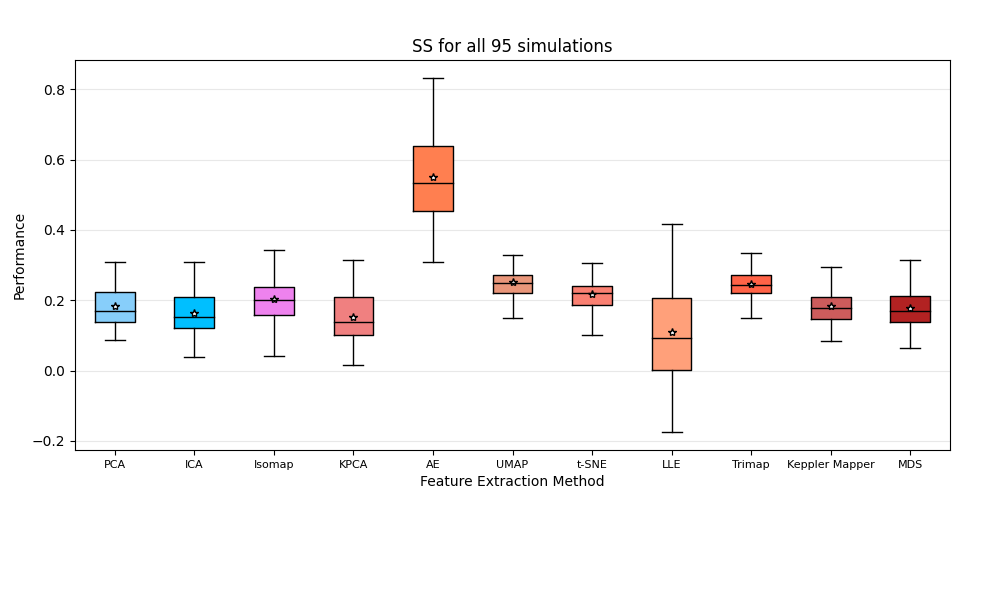 SS for all 95 simulations
Performance
0.8
0.6
0.4
0.2
0.0
−0.2
PCA
ICA
Isomap
KPCA
AE
UMAP
t-SNE
LLE
Trimap
Keppler Mapper
MDS
Feature Extraction Method